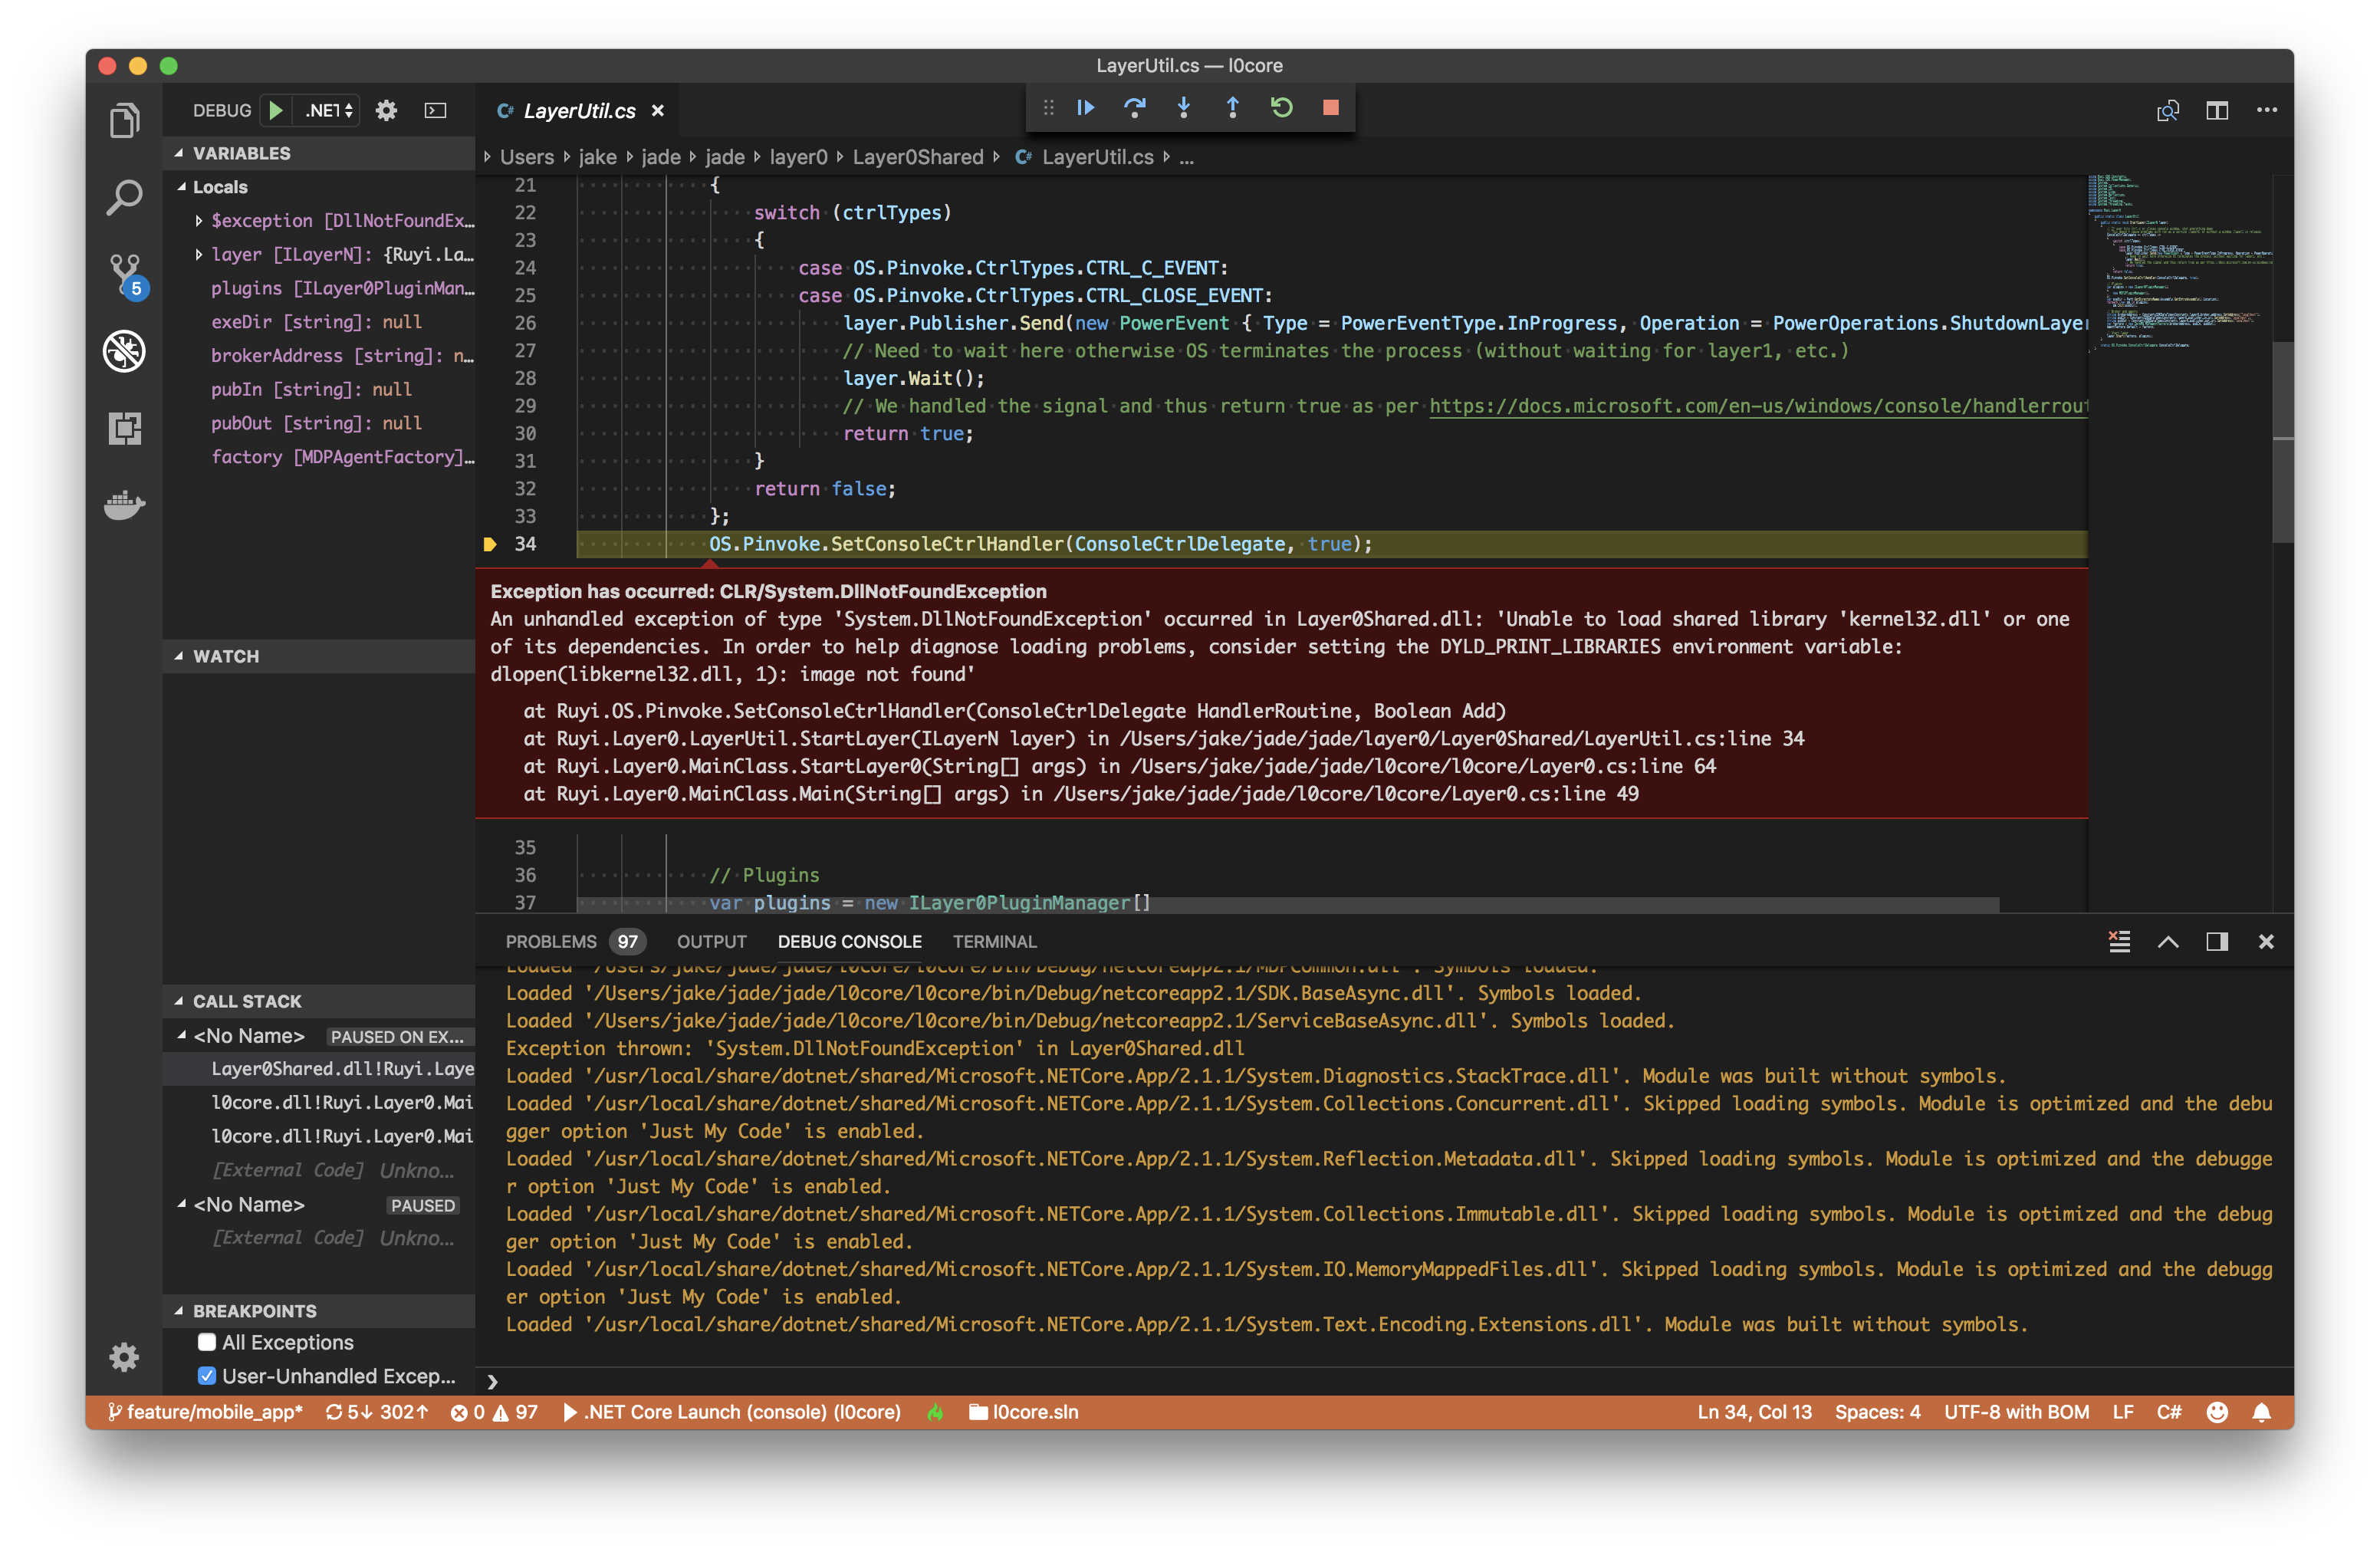 LayerUtil.cs — l0core
DEBUG .NET
LayerUtil.cs
Users jake jade jade layer0 Layer0Shared LayerUtil.cs ...
VARIABLES
Locals
$exception [DllNotFoundEx...
layer [ILayerN]: {Ruyi.La...
plugins [ILayer0PluginMan...
exeDir [string]: null
brokerAddress [string]: n...
pubIn [string]: null
pubOut [string]: null
factory [MDPAgentFactory]...
WATCH
CALL STACK
<No Name> PAUSED ON EX...
Layer0Shared.dll!Ruyi.Laye
l0core.dll!Ruyi.Layer0.Mai
l0core.dll!Ruyi.Layer0.Mai
[External Code] Unkno...
<No Name> PAUSED
[External Code] Unkno...
BREAKPOINTS
All Exceptions
User-Unhandled Excep...
21 {
22 switch (ctrlTypes)
23 {
24 case OS.Pinvoke.CtrlTypes.CTRL_C_EVENT:
25 case OS.Pinvoke.CtrlTypes.CTRL_CLOSE_EVENT:
26 layer.Publisher.Send(new PowerEvent { Type = PowerEventType.InProgress, Operation = PowerOperations.ShutdownLayer
27 // Need to wait here otherwise OS terminates the process (without waiting for layer1, etc.)
28 layer.Wait();
29 // We handled the signal and thus return true as per https://docs.microsoft.com/en-us/windows/console/handlerrout
30 return true;
31 }
32 return false;
33 };
34 OS.Pinvoke.SetConsoleCtrlHandler(ConsoleCtrlDelegate, true);
Exception has occurred: CLR/System.DllNotFoundException
An unhandled exception of type 'System.DllNotFoundException' occurred in Layer0Shared.dll: 'Unable to load shared library 'kernel32.dll' or one
of its dependencies. In order to help diagnose loading problems, consider setting the DYLD_PRINT_LIBRARIES environment variable:
dlopen(libkernel32.dll, 1): image not found'
at Ruyi.OS.Pinvoke.SetConsoleCtrlHandler(ConsoleCtrlDelegate HandlerRoutine, Boolean Add)
at Ruyi.Layer0.LayerUtil.StartLayer(ILayerN layer) in /Users/jake/jade/jade/layer0/Layer0Shared/LayerUtil.cs:line 34
at Ruyi.Layer0.MainClass.StartLayer0(String[] args) in /Users/jake/jade/jade/l0core/l0core/Layer0.cs:line 64
at Ruyi.Layer0.MainClass.Main(String[] args) in /Users/jake/jade/jade/l0core/l0core/Layer0.cs:line 49
35
36 // Plugins
37 var plugins = new ILayer0PluginManager[]
PROBLEMS 97 OUTPUT DEBUG CONSOLE TERMINAL
Loaded '/Users/jake/jade/jade/l0core/l0core/bin/Debug/netcoreapp2.1/MDPCommon.dll'. Symbols loaded.
Loaded '/Users/jake/jade/jade/l0core/l0core/bin/Debug/netcoreapp2.1/SDK.BaseAsync.dll'. Symbols loaded.
Loaded '/Users/jake/jade/jade/l0core/l0core/bin/Debug/netcoreapp2.1/ServiceBaseAsync.dll'. Symbols loaded.
Exception thrown: 'System.DllNotFoundException' in Layer0Shared.dll
Loaded '/usr/local/share/dotnet/shared/Microsoft.NETCore.App/2.1.1/System.Diagnostics.StackTrace.dll'. Module was built without symbols.
Loaded '/usr/local/share/dotnet/shared/Microsoft.NETCore.App/2.1.1/System.Collections.Concurrent.dll'. Skipped loading symbols. Module is optimized and the debu
gger option 'Just My Code' is enabled.
Loaded '/usr/local/share/dotnet/shared/Microsoft.NETCore.App/2.1.1/System.Reflection.Metadata.dll'. Skipped loading symbols. Module is optimized and the debugge
r option 'Just My Code' is enabled.
Loaded '/usr/local/share/dotnet/shared/Microsoft.NETCore.App/2.1.1/System.Collections.Immutable.dll'. Skipped loading symbols. Module is optimized and the debug
ger option 'Just My Code' is enabled.
Loaded '/usr/local/share/dotnet/shared/Microsoft.NETCore.App/2.1.1/System.IO.MemoryMappedFiles.dll'. Skipped loading symbols. Module is optimized and the debugg
er option 'Just My Code' is enabled.
Loaded '/usr/local/share/dotnet/shared/Microsoft.NETCore.App/2.1.1/System.Text.Encoding.Extensions.dll'. Module was built without symbols.
5
feature/mobile_app* 5↓ 302↑ 0 97 .NET Core Launch (console) (l0core) l0core.sln Ln 34, Col 13 Spaces: 4 UTF-8 with BOM LF C#